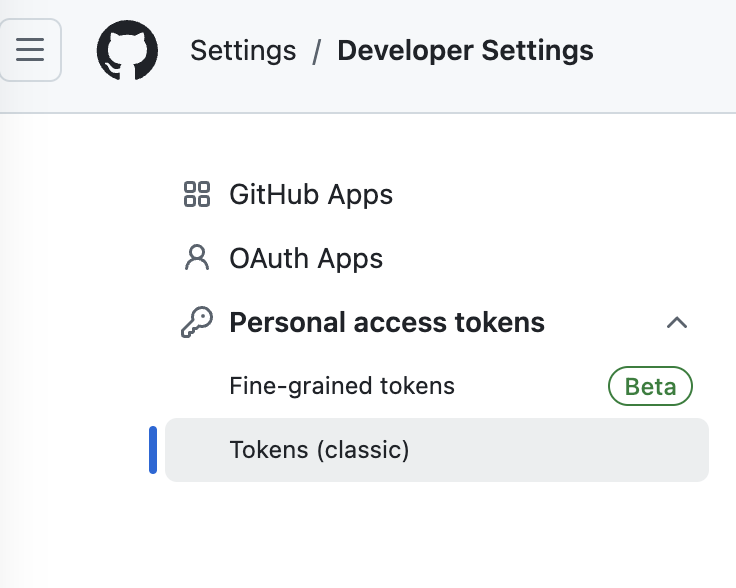 Settings / Developer Settings
GitHub Apps
OAuth Apps
Personal access tokens
Fine-grained tokens Beta
Tokens (classic)